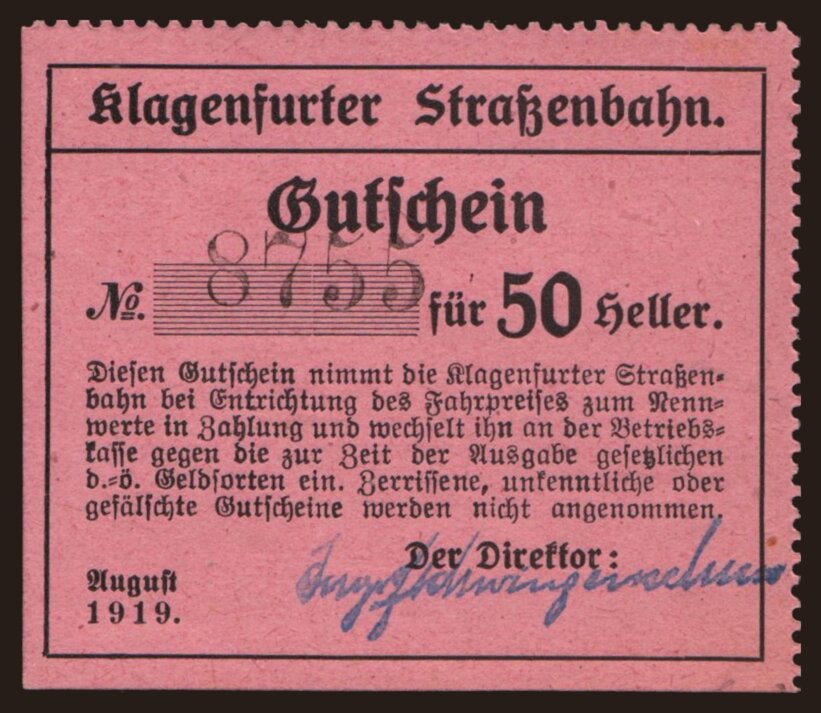 Klagenfurter Straßenbahn.
Gutschein
No. 8755 für 50 Heller.
Diesen Gutschein nimmt die Klagenfurter Straßen-
bahn bei Entrichtung des Fahrpreises zum Nenn-
werte in Zahlung und wechselt ihn an der Betriebs-
kasse gegen die zur Zeit der Ausgabe gesetzlichen
d.-ö. Geldsorten ein. Zerrissene, unkenntliche oder
gefälschte Gutscheine werden nicht angenommen.
Der Direktor:
August
1919.